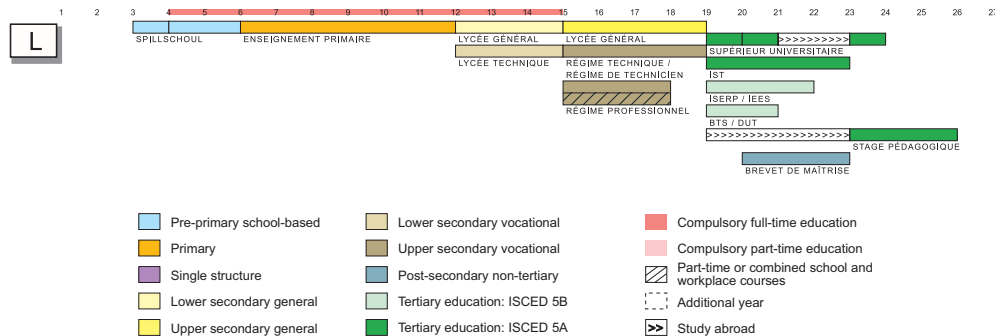 1 2 3 4 5 6 7 8 9 10 11 12 13 14 15 16 17 18 19 20 21 22 23 24 25 26 27
L
SPILLSCHOUL ENSEIGNEMENT PRIMAIRE LYCÉE GÉNÉRAL LYCÉE GÉNÉRAL SUPÉRIEUR UNIVERSITAIRE
LYCÉE TECHNIQUE RÉGIME TECHNIQUE / IST
RÉGIME DE TECHNICIEN
ISERP / IEES
RÉGIME PROFESSIONNEL BTS / DUT
STAGE PÉDAGOGIQUE
BREVET DE MAÎTRISE
Pre-primary school-based
Primary
Single structure
Lower secondary general
Upper secondary general
Lower secondary vocational
Upper secondary vocational
Post-secondary non-tertiary
Tertiary education: ISCED 5B
Tertiary education: ISCED 5A
Compulsory full-time education
Compulsory part-time education
Part-time or combined school and
workplace courses
Additional year
>> Study abroad